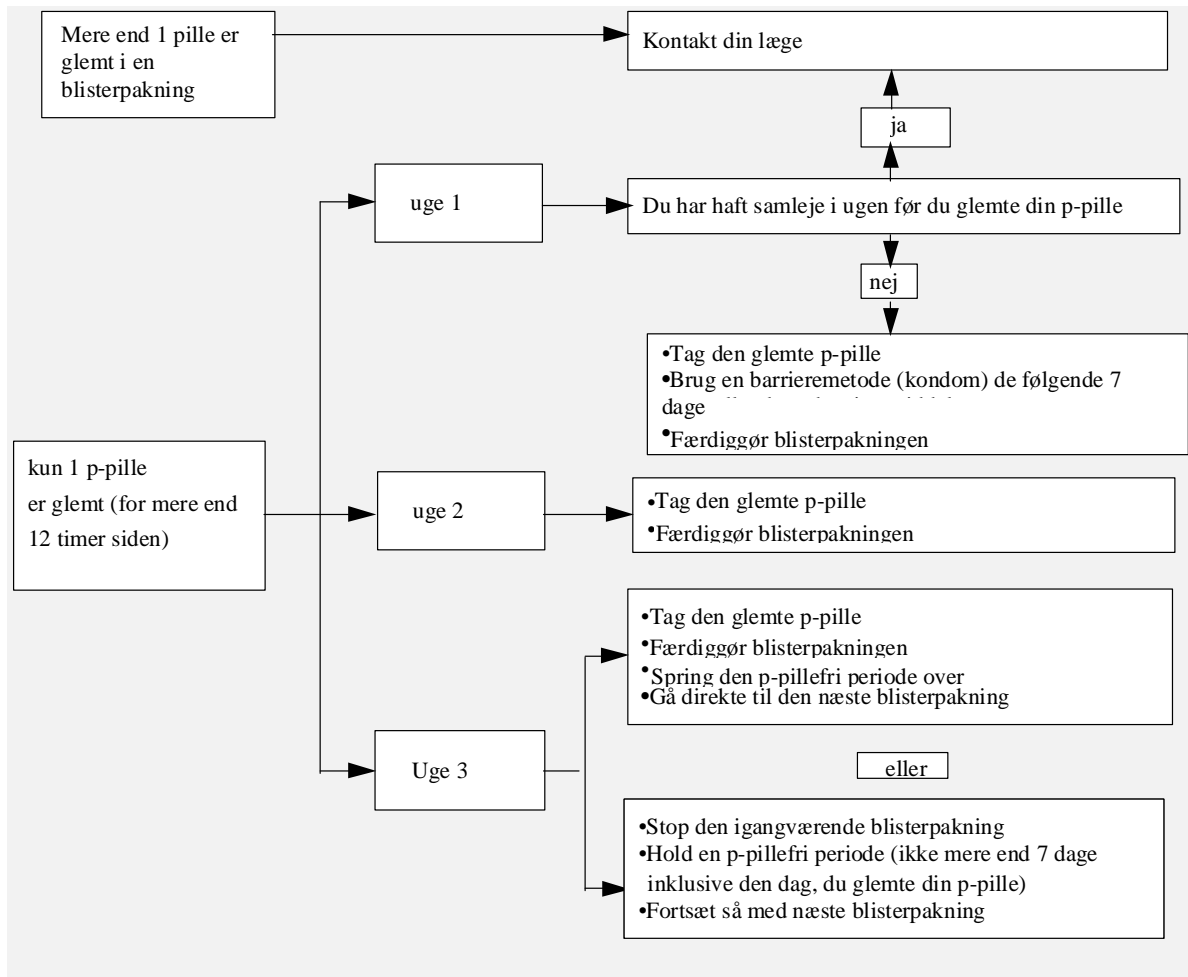 Mere end 1 pille er
glemt i en
blisterpakning
Kontakt din læge
ja
uge 1
Du har haft samleje i ugen før du glemte din p-pille
nej
•Tag den glemte p-pille
•Brug en barrieremetode (kondom) de følgende 7
dage
•Færdiggør blisterpakningen
kun 1 p-pille
er glemt (for mere end
12 timer siden)
uge 2
•Tag den glemte p-pille
•Færdiggør blisterpakningen
•Tag den glemte p-pille
•Færdiggør blisterpakningen
•Spring den p-pillefri periode over
•Gå direkte til den næste blisterpakning
Uge 3
eller
•Stop den igangværende blisterpakning
•Hold en p-pillefri periode (ikke mere end 7 dage
inklusive den dag, du glemte din p-pille)
•Fortsæt så med næste blisterpakning